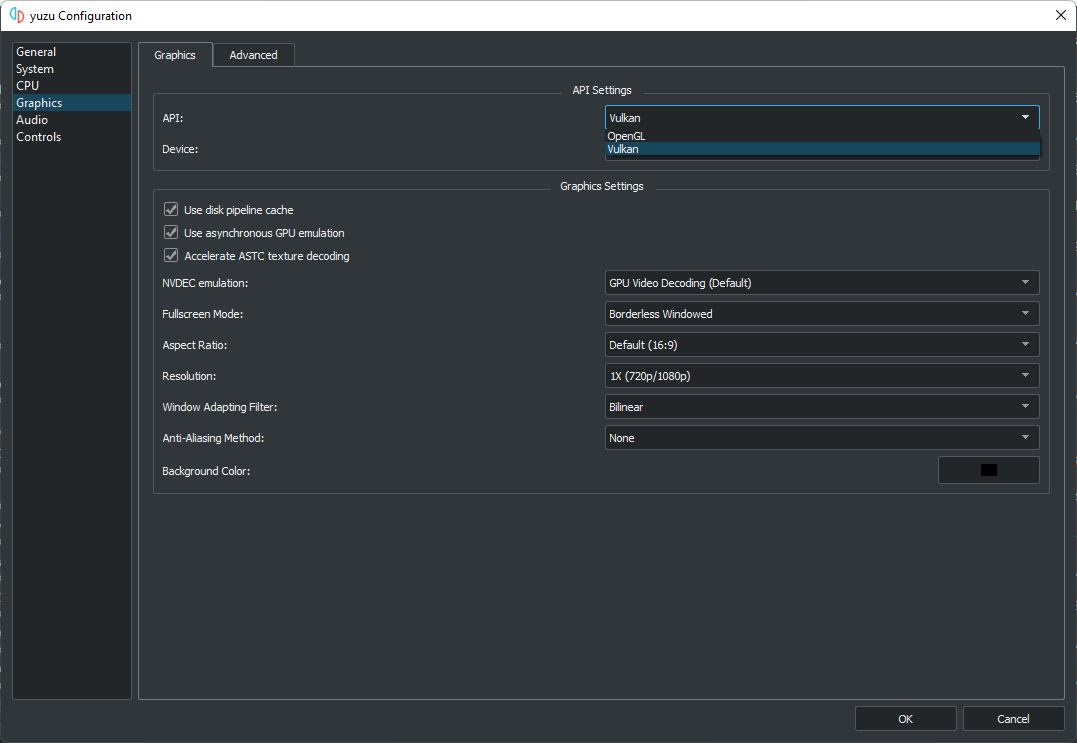 yuzu Configuration
General
System
CPU
Graphics
Audio
Controls
Graphics
Advanced
API Settings
API:
Vulkan
OpenGL
Vulkan
Device:
Graphics Settings
Use disk pipeline cache
Use asynchronous GPU emulation
Accelerate ASTC texture decoding
NVDEC emulation:
GPU Video Decoding (Default)
Fullscreen Mode:
Borderless Windowed
Aspect Ratio:
Default (16:9)
Resolution:
1X (720p/1080p)
Window Adapting Filter:
Bilinear
Anti-Aliasing Method:
None
Background Color:
OK
Cancel